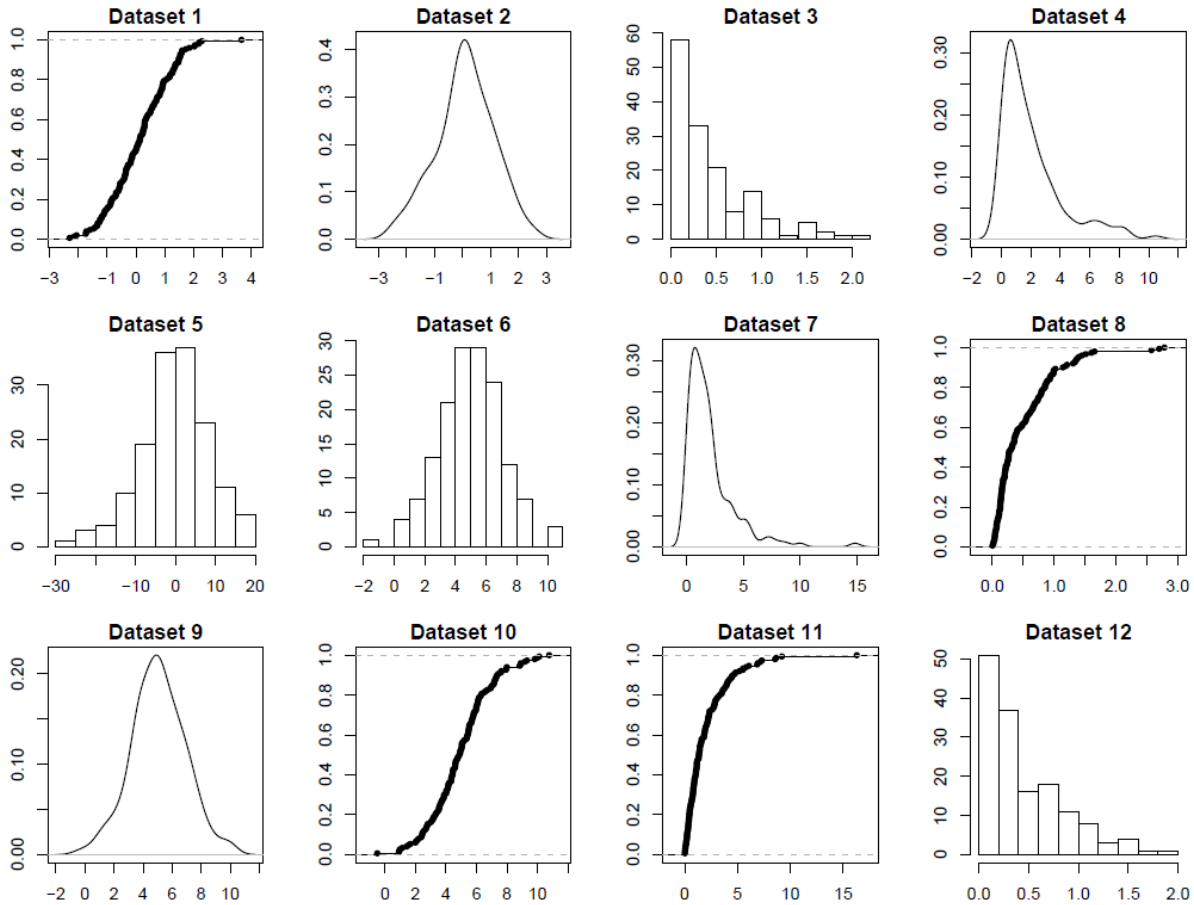 Dataset 1
0.0 0.2 0.4 0.6 0.8 1.0
−3 −1 0 1 2 3 4
Dataset 2
0.0 0.1 0.2 0.3 0.4
−3 −1 1 3
Dataset 3
0 10 20 30 40 50 60
0.0 0.5 1.0 1.5 2.0
Dataset 4
0.00 0.10 0.20 0.30
−2 0 2 4 6 8 10
Dataset 5
0 10 20 30
−30 −10 0 10 20
Dataset 6
0 5 10 15 20 25 30
−2 0 2 4 6 8 10
Dataset 7
0.00 0.10 0.20 0.30
0 5 10 15
Dataset 8
0.0 0.2 0.4 0.6 0.8 1.0
0.0 1.0 2.0 3.0
Dataset 9
0.00 0.10 0.20
−2 0 2 4 6 8 10
Dataset 10
0.0 0.2 0.4 0.6 0.8 1.0
0 2 4 6 8 10
Dataset 11
0.0 0.2 0.4 0.6 0.8 1.0
0 5 10 15
Dataset 12
0 10 20 30 40 50
0.0 0.5 1.0 1.5 2.0